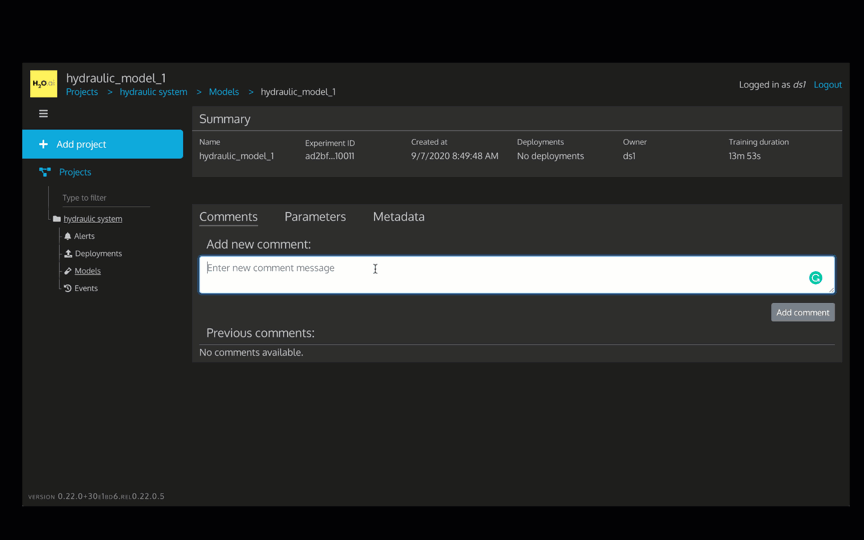 H2O.ai
hydraulic_model_1
Projects > hydraulic system > Models > hydraulic_model_1
Logged in as ds1 Logout
+ Add project
Projects
Type to filter
hydraulic system
Alerts
Deployments
Models
Events
Summary
Name Experiment ID Created at Deployments Owner Training duration
hydraulic_model_1 ad2bf...10011 9/7/2020 8:49:48 AM No deployments ds1 13m 53s
Comments Parameters Metadata
Add new comment:
Enter new comment message
Add comment
Previous comments:
No comments available.
VERSION 0.22.0+30E1BD6.REL0.22.0.5